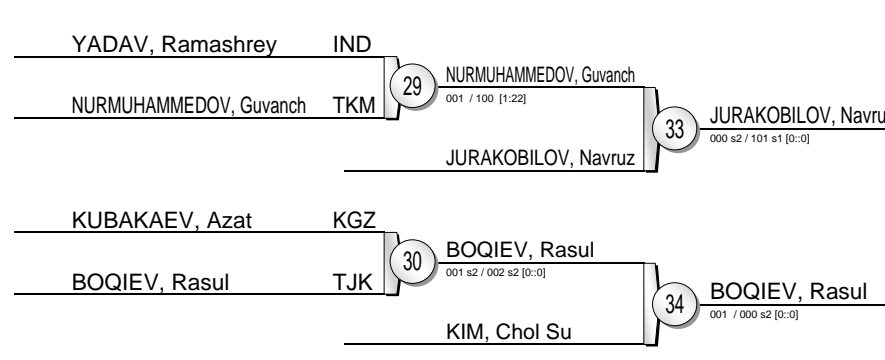 YADAV, Ramashrey IND
29
NURMUHAMMEDOV, Guvanch
001 / 100 [1:22]
NURMUHAMMEDOV, Guvanch TKM
33
JURAKOBILOV, Navru
000 s2 / 101 s1 [0::0]
JURAKOBILOV, Navruz
KUBAKAEV, Azat KGZ
30
BOQIEV, Rasul
001 s2 / 002 s2 [0::0]
BOQIEV, Rasul TJK
34
BOQIEV, Rasul
001 / 000 s2 [0::0]
KIM, Chol Su